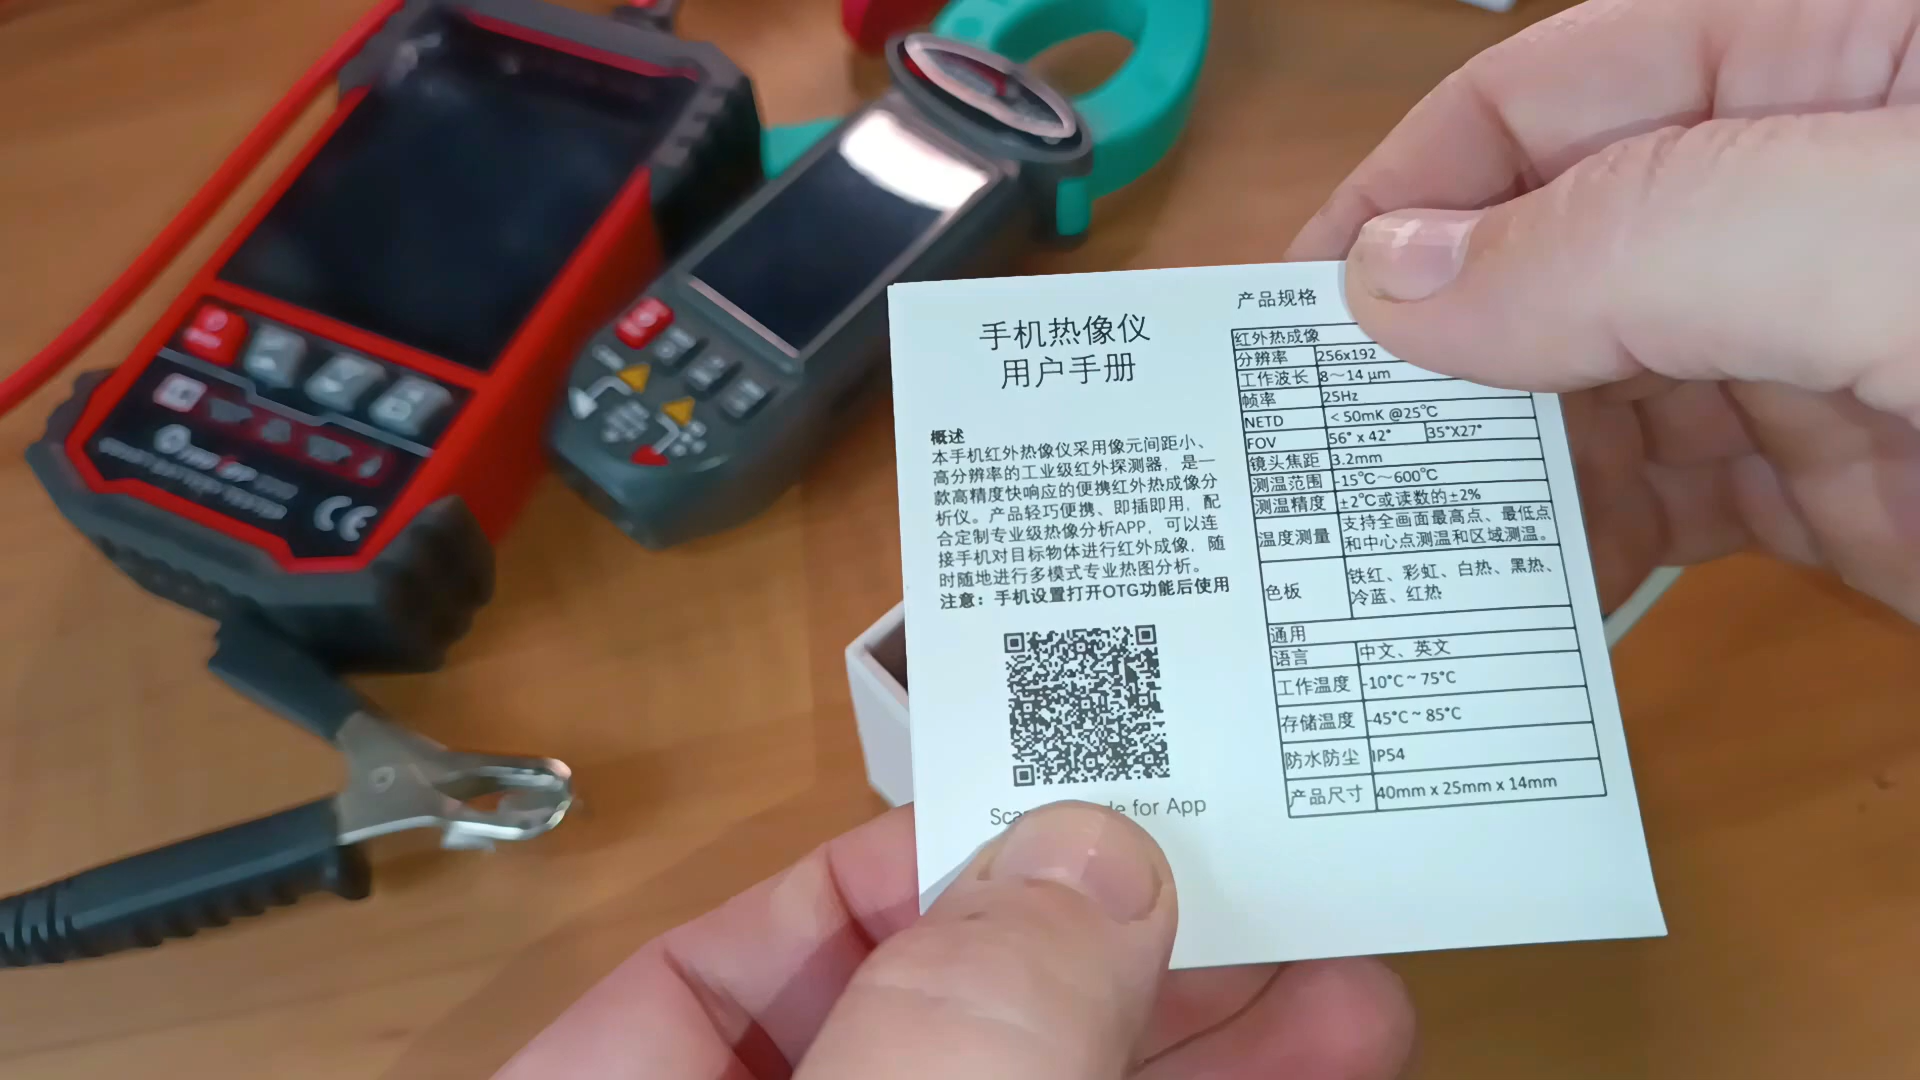 手机热像仪
用户手册
概述
本手机红外热像仪采用像元间距小、
高分辨率的工业级红外探测器，是一
款高精度快响应的便携红外热成像分
析仪。产品轻巧便携、即插即用，配
合定制专业级热像分析APP，可以连
接手机对目标物体进行红外成像，随
时随地进行多模式专业热图分析。
注意：手机设置打开OTG功能后使用
for App
产品规格
红外热成像
分辨率 256x192
工作波长 8～14 μm
帧率 25Hz
NETD ＜50mK @25℃
FOV 56° x 42° 35°X27°
镜头焦距 3.2mm
测温范围 -15℃～600℃
测温精度 ±2℃或读数的±2%
温度测量 支持全画面最高点、最低点
和中心点测温和区域测温。
色板 铁红、彩虹、白热、黑热、
冷蓝、红热
通用
语言 中文、英文
工作温度 -10°C ~ 75°C
存储温度 -45°C ~ 85°C
防水防尘 IP54
产品尺寸 40mm x 25mm x 14mm
CE